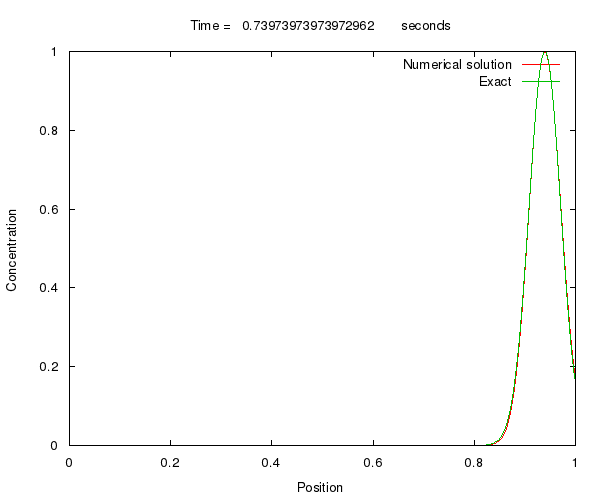 Time = 0.73973973973972962 seconds
Numerical solution
Exact
1
0.8
0.6
0.4
0.2
0
Concentration
0 0.2 0.4 0.6 0.8 1
Position